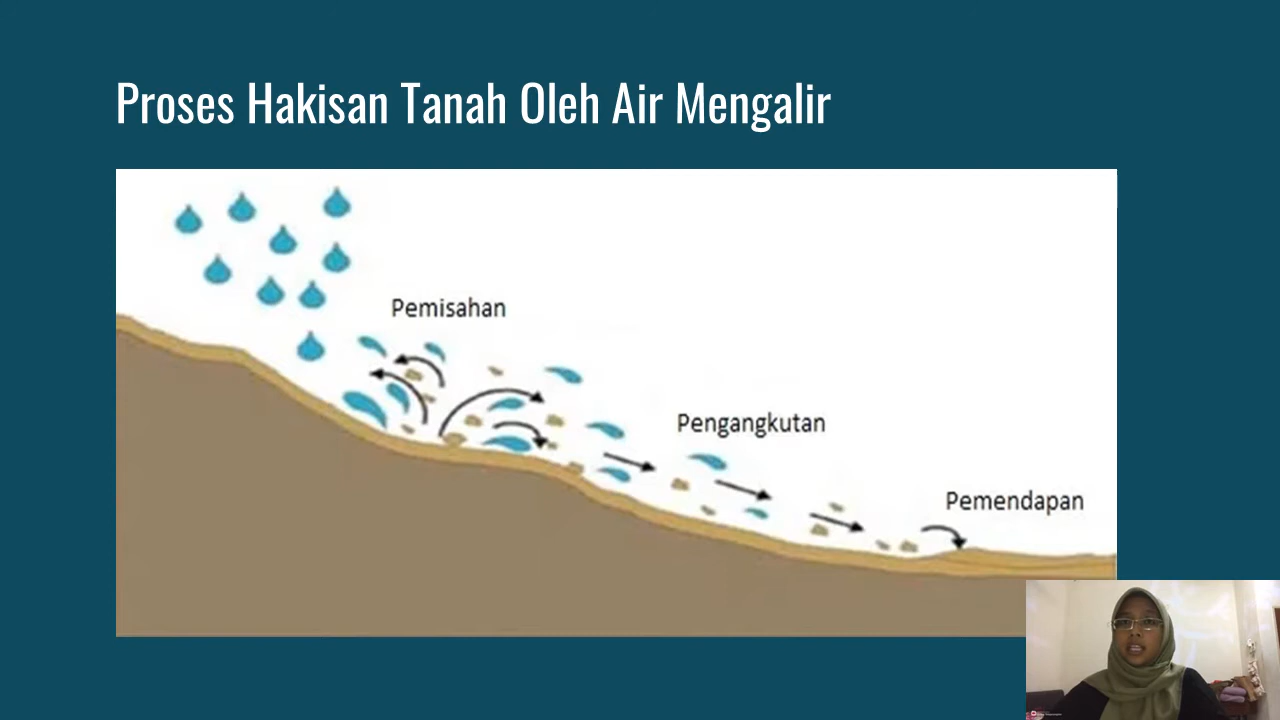 Proses Hakisan Tanah Oleh Air Mengalir
Pemisahan
Pengangkutan
Pemendapan